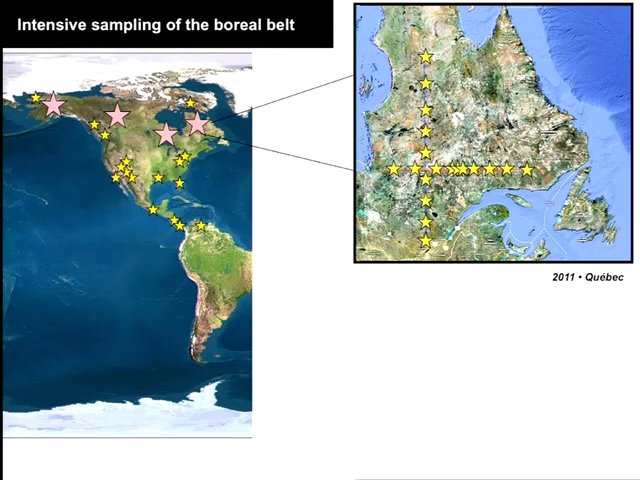 Intensive sampling of the boreal belt
2011 • Québec